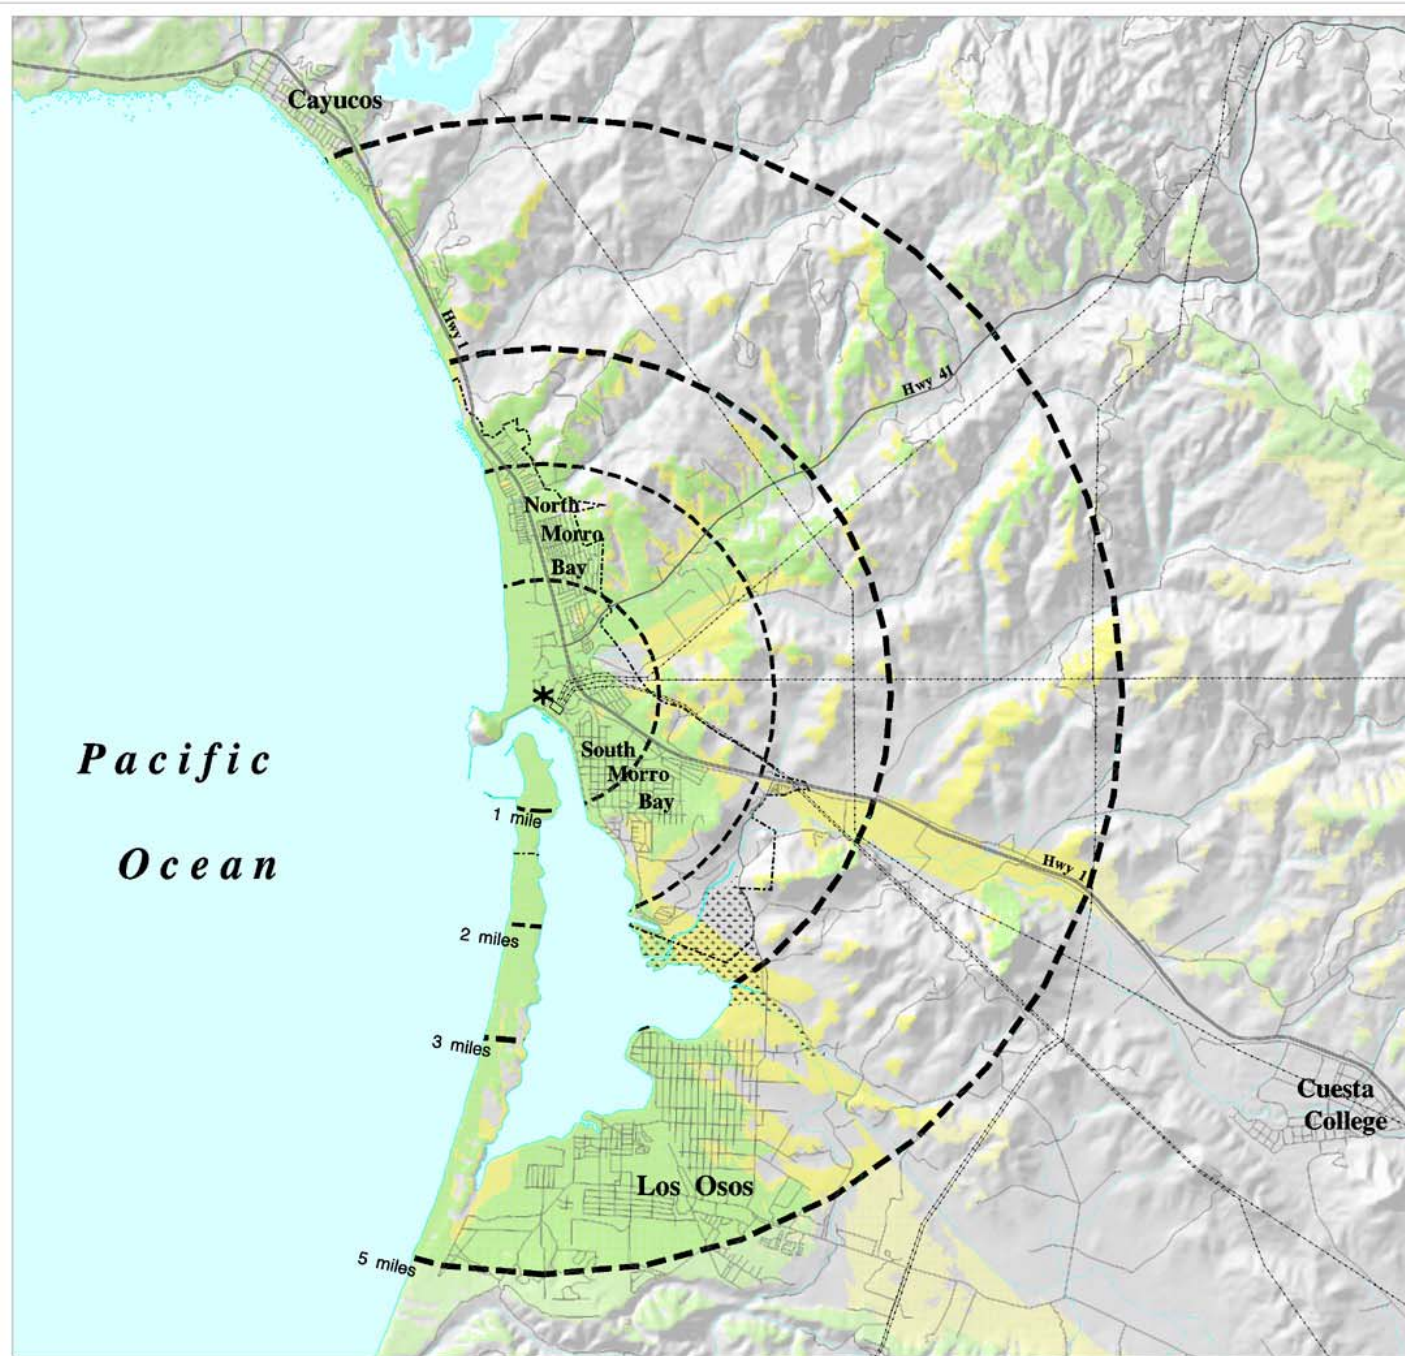 Cayucos
Hwy 1
Hwy 41
North
Morro
Bay
*
South
Morro
Bay
Pacific
Ocean
1 mile
Hwy 1
2 miles
3 miles
Cuesta
College
Los Osos
5 miles